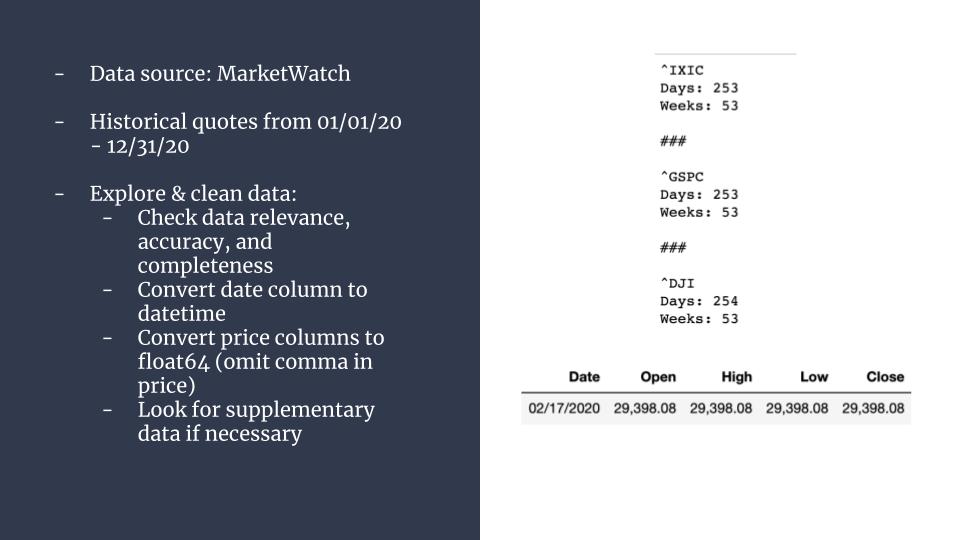 - Data source: MarketWatch
- Historical quotes from 01/01/20
- 12/31/20
- Explore & clean data:
- Check data relevance,
accuracy, and
completeness
- Convert date column to
datetime
- Convert price columns to
float64 (omit comma in
price)
- Look for supplementary
data if necessary
^IXIC
Days: 253
Weeks: 53
###
^GSPC
Days: 253
Weeks: 53
###
^DJI
Days: 254
Weeks: 53
Date Open High Low Close
02/17/2020 29,398.08 29,398.08 29,398.08 29,398.08